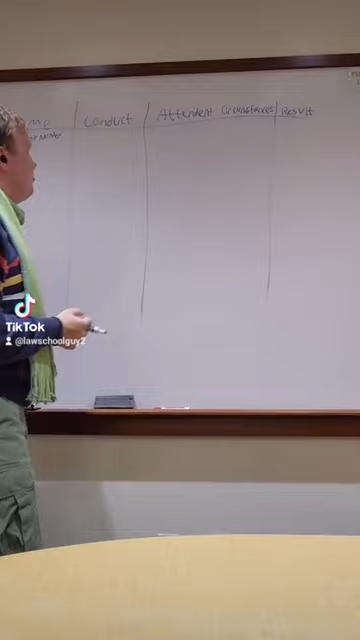 Conduct
Attendent Circumstances
Result
TikTok
@lawschoolguy2